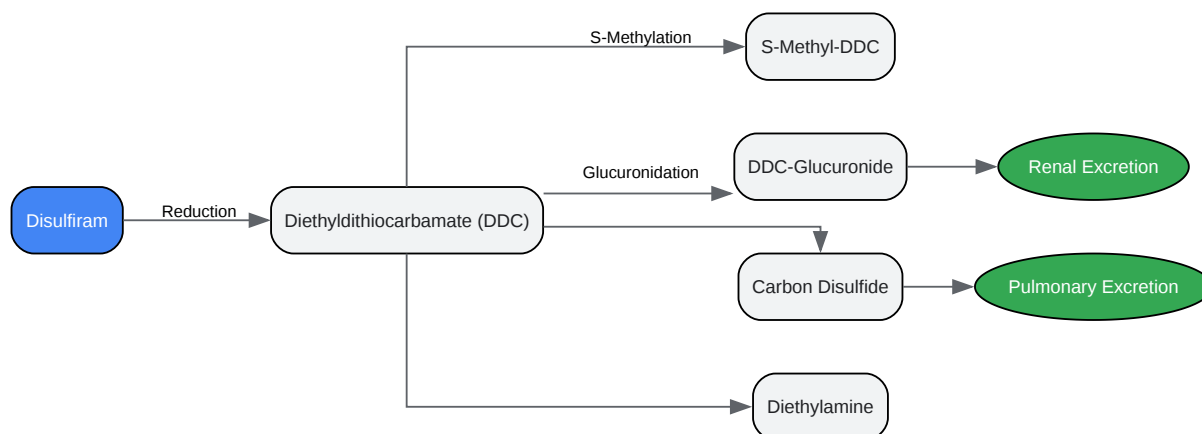 S-Methylation
S-Methyl-DDC
Glucuronidation
DDC-Glucuronide
Renal Excretion
Disulfiram
Reduction
Diethyldithiocarbamate (DDC)
Carbon Disulfide
Pulmonary Excretion
Diethylamine